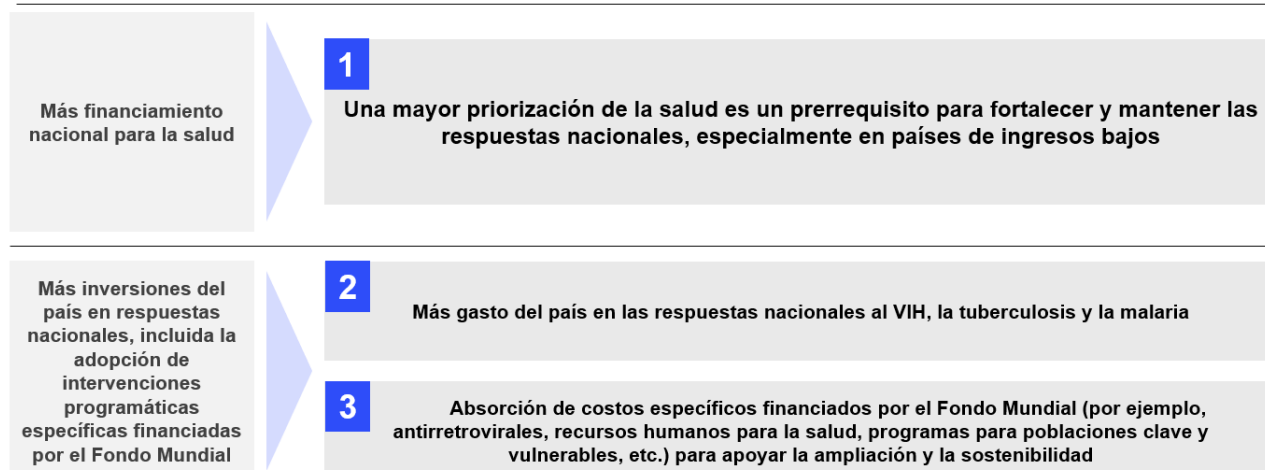 Más financiamiento
nacional para la salud
1
Una mayor priorización de la salud es un prerrequisito para fortalecer y mantener las
respuestas nacionales, especialmente en países de ingresos bajos
Más inversiones del
país en respuestas
nacionales, incluida la
adopción de
intervenciones
programáticas
específicas financiadas
por el Fondo Mundial
2
Más gasto del país en las respuestas nacionales al VIH, la tuberculosis y la malaria
3
Absorción de costos específicos financiados por el Fondo Mundial (por ejemplo,
antirretrovirales, recursos humanos para la salud, programas para poblaciones clave y
vulnerables, etc.) para apoyar la ampliación y la sostenibilidad